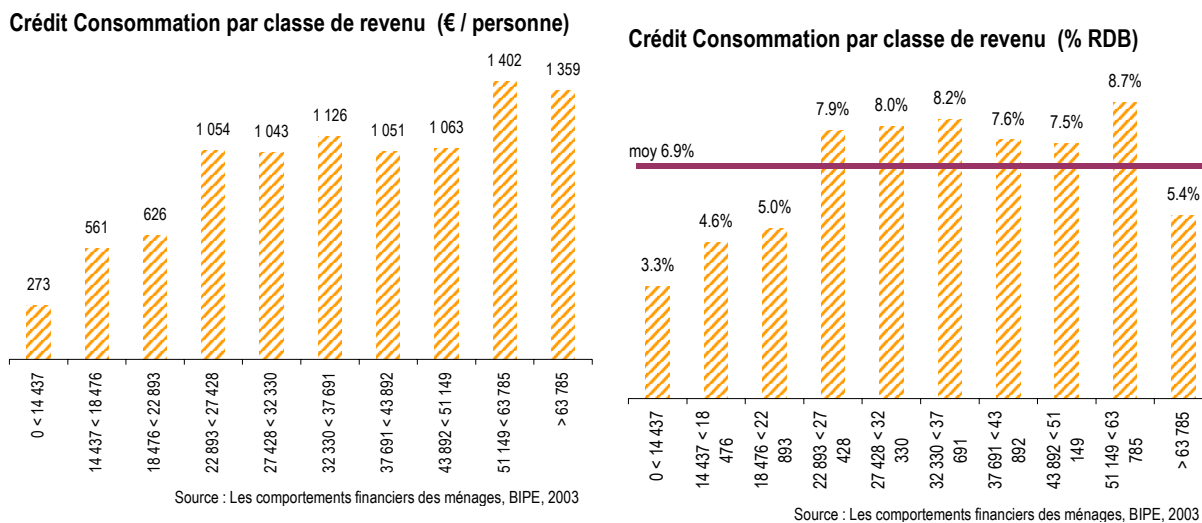 Crédit Consommation par classe de revenu (€ / personne)
1 402
1 359
1 126
1 054
1 043
1 051
1 063
626
561
273
0 < 14 437
14 437 < 18 476
18 476 < 22 893
22 893 < 27 428
27 428 < 32 330
32 330 < 37 691
37 691 < 43 892
43 892 < 51 149
51 149 < 63 785
> 63 785
Source : Les comportements financiers des ménages, BIPE, 2003
Crédit Consommation par classe de revenu (% RDB)
8.7%
8.2%
8.0%
7.9%
7.6%
7.5%
moy 6.9%
5.4%
5.0%
4.6%
3.3%
0 < 14 437
14 437 < 18
476
18 476 < 22
893
22 893 < 27
428
27 428 < 32
330
32 330 < 37
691
37 691 < 43
892
43 892 < 51
149
51 149 < 63
785
> 63 785
Source : Les comportements financiers des ménages, BIPE, 2003